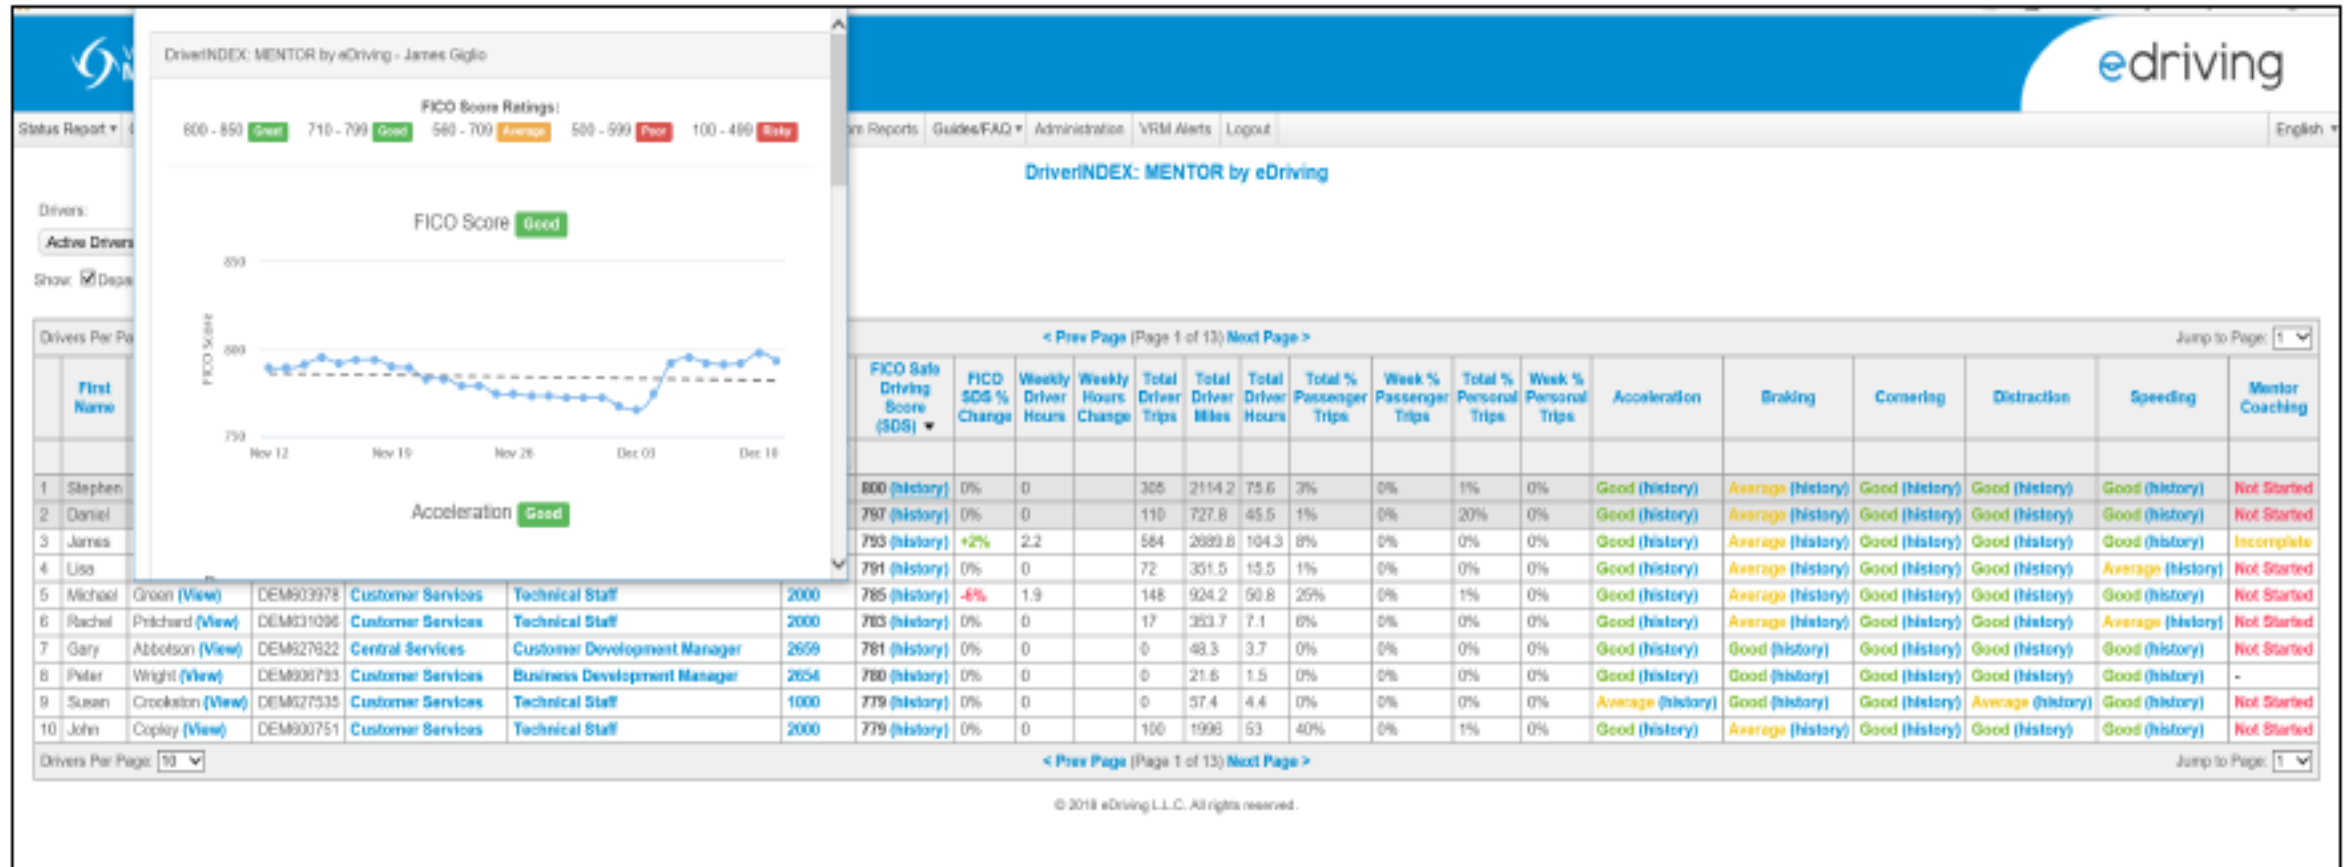 DriverINDEX: MENTOR by eDriving - James Giglio
edriving
FICO Score Ratings:
800 - 850 Great 710 - 799 Good 560 - 709 Average 500 - 599 Poor 100 - 499 Risky
Status Report Reports Guides/FAQ Administration VRM Alerts Logout English
DriverINDEX: MENTOR by eDriving
Drivers:
Active Drivers
Show:
FICO Score Good
850
800
750
FICO Score
Nov 12 Nov 19 Nov 26 Dec 03 Dec 10
Acceleration Good
Drivers Per < Prev Page (Page 1 of 13) Next Page > Jump to Page: 1
First Name FICO Safe Driving Score (SDS) FICO SDS % Change Weekly Driver Hours Weekly Hours Change Total Driver Trips Total Driver Miles Total Driver Hours Total % Passenger Trips Week % Passenger Trips Total % Personal Trips Week % Personal Trips Acceleration Braking Cornering Distraction Speeding Mentor Coaching
1 Stephen 800 (history) 0% 0 305 2114.2 75.6 3% 0% 1% 0% Good (history) Average (history) Good (history) Good (history) Good (history) Not Started
2 Daniel 797 (history) 0% 0 110 727.8 45.5 1% 0% 20% 0% Good (history) Average (history) Good (history) Good (history) Good (history) Not Started
3 James 793 (history) +2% 2.2 584 2689.8 104.3 8% 0% 0% 0% Good (history) Average (history) Good (history) Good (history) Good (history) Incomplete
4 Lisa 791 (history) 0% 0 72 351.5 15.5 1% 0% 0% 0% Good (history) Average (history) Good (history) Good (history) Average (history) Not Started
5 Michael Green (View) DEM603978 Customer Services Technical Staff 2000 785 (history) -6% 1.9 148 924.2 50.8 25% 0% 1% 0% Good (history) Average (history) Good (history) Good (history) Good (history) Not Started
6 Rachel Pritchard (View) DEM631096 Customer Services Technical Staff 2000 783 (history) 0% 0 17 353.7 7.1 6% 0% 0% 0% Good (history) Average (history) Good (history) Good (history) Average (history) Not Started
7 Gary Abbotson (View) DEM627622 Central Services Customer Development Manager 2659 781 (history) 0% 0 0 48.3 3.7 0% 0% 0% 0% Good (history) Good (history) Good (history) Good (history) Good (history) Not Started
8 Peter Wright (View) DEM606793 Customer Services Business Development Manager 2654 780 (history) 0% 0 0 21.6 1.5 0% 0% 0% 0% Good (history) Good (history) Good (history) Good (history) Good (history) -
9 Susan Crookston (View) DEM627535 Customer Services Technical Staff 1000 779 (history) 0% 0 0 57.4 4.4 0% 0% 0% 0% Average (history) Good (history) Good (history) Average (history) Good (history) Not Started
10 John Copley (View) DEM600751 Customer Services Technical Staff 2000 779 (history) 0% 0 100 1996 53 40% 0% 1% 0% Good (history) Average (history) Good (history) Good (history) Good (history) Not Started
Drivers Per Page: 10 < Prev Page (Page 1 of 13) Next Page > Jump to Page: 1
© 2018 eDriving L.L.C. All rights reserved.